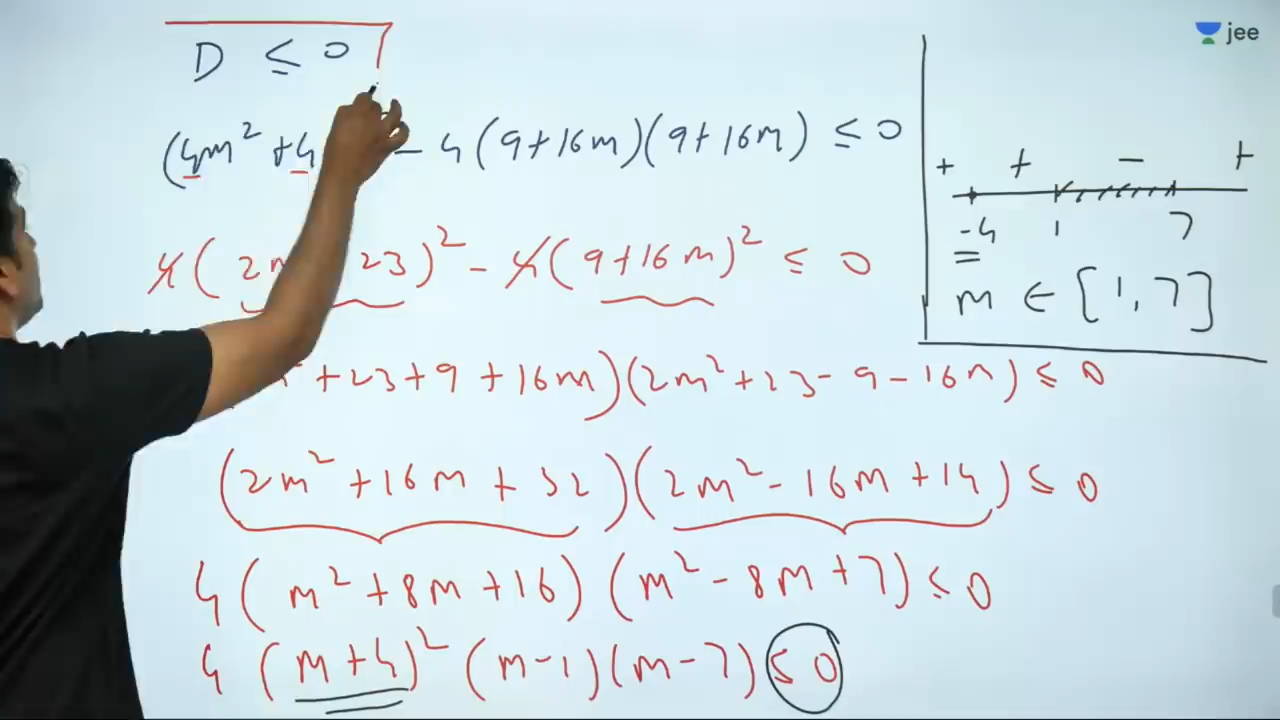 D ≤ 0
(4m² + 4 - 4(9+16m)(9+16m) ≤ 0
4(2m 23)² - 4(9+16m)² ≤ 0
+23+9+16m)(2m²+23-9-16m) ≤ 0
(2m²+16m+32)(2m²-16m+14) ≤ 0
4(m²+8m+16)(m²-8m+7) ≤ 0
4(m+4)²(m-1)(m-7) ≤ 0
jee
+ + - +
-4 1 7
m ∈ [1,7]